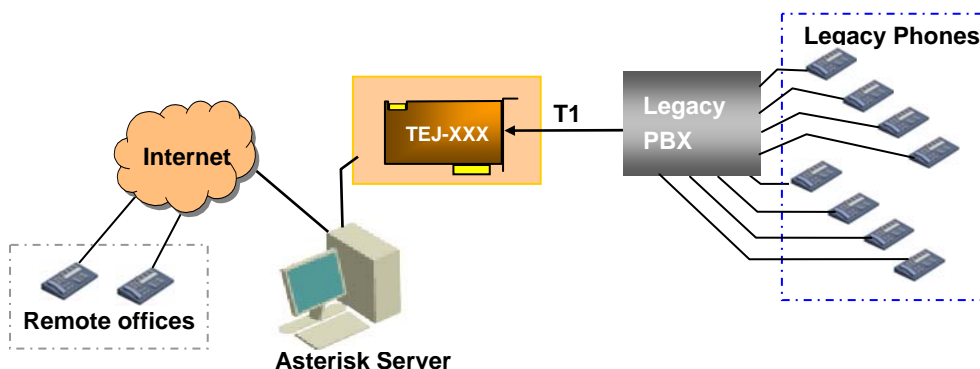 Legacy Phones
T1
Legacy
PBX
TEJ-XXX
Internet
Remote offices
Asterisk Server